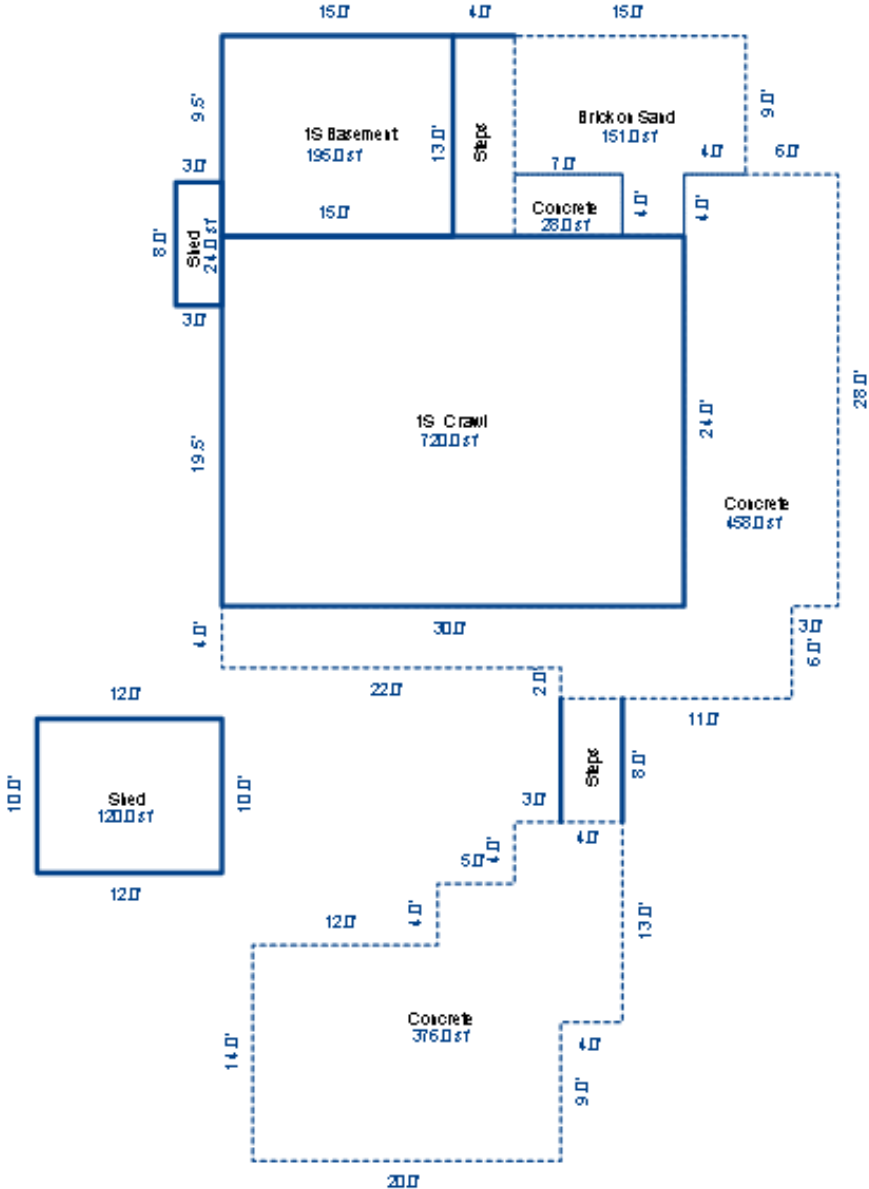 15.0' 4.0' 15.0'
9.5'
1S Basement
195.0 sf
13.0'
Steps
Brick on Sand
151.0 sf
9.0'
3.0'
7.0'
4.0'
6.0'
15.0'
Concrete
28.0 sf
4.0'
4.0'
8.0'
Shed
24.0 sf
3.0'
28.0'
1S Crawl
720.0 sf
24.0'
19.5'
Concrete
458.0 sf
4.0'
30.0'
3.0'
6.0'
22.0'
2.0'
12.0'
11.0'
10.0'
Shed
120.0 sf
10.0'
Steps
8.0'
3.0'
4.0'
5.0'
4.0'
12.0'
12.0'
4.0'
13.0'
Concrete
376.0 sf
14.0'
4.0'
9.0'
20.0'